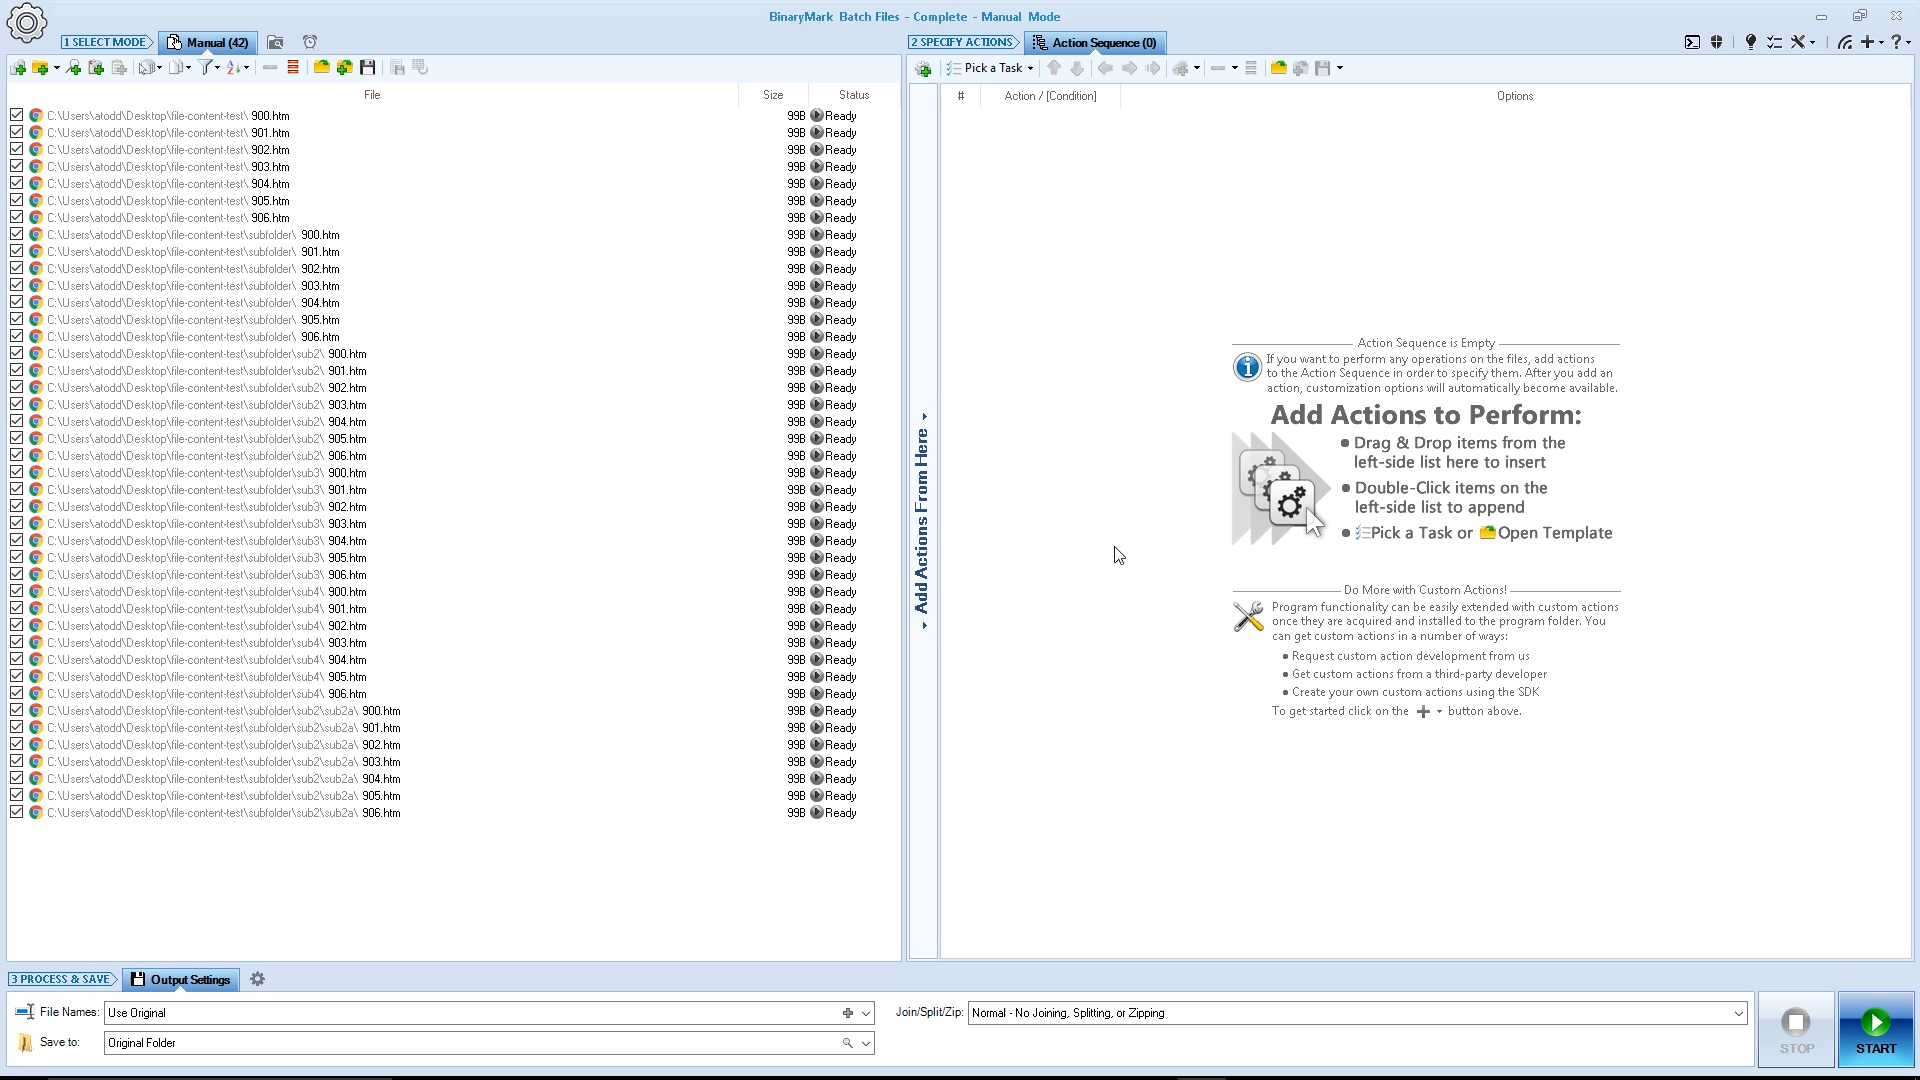 BinaryMark Batch Files - Complete - Manual Mode
1 SELECT MODE
Manual (42)
2 SPECIFY ACTIONS
Action Sequence (0)
Pick a Task
File Size Status
# Action / [Condition] Options
C:\Users\atodd\Desktop\file-content-test\ 900.htm 99B Ready
C:\Users\atodd\Desktop\file-content-test\ 901.htm 99B Ready
C:\Users\atodd\Desktop\file-content-test\ 902.htm 99B Ready
C:\Users\atodd\Desktop\file-content-test\ 903.htm 99B Ready
C:\Users\atodd\Desktop\file-content-test\ 904.htm 99B Ready
C:\Users\atodd\Desktop\file-content-test\ 905.htm 99B Ready
C:\Users\atodd\Desktop\file-content-test\ 906.htm 99B Ready
C:\Users\atodd\Desktop\file-content-test\subfolder\ 900.htm 99B Ready
C:\Users\atodd\Desktop\file-content-test\subfolder\ 901.htm 99B Ready
C:\Users\atodd\Desktop\file-content-test\subfolder\ 902.htm 99B Ready
C:\Users\atodd\Desktop\file-content-test\subfolder\ 903.htm 99B Ready
C:\Users\atodd\Desktop\file-content-test\subfolder\ 904.htm 99B Ready
C:\Users\atodd\Desktop\file-content-test\subfolder\ 905.htm 99B Ready
C:\Users\atodd\Desktop\file-content-test\subfolder\ 906.htm 99B Ready
C:\Users\atodd\Desktop\file-content-test\subfolder\sub2\ 900.htm 99B Ready
C:\Users\atodd\Desktop\file-content-test\subfolder\sub2\ 901.htm 99B Ready
C:\Users\atodd\Desktop\file-content-test\subfolder\sub2\ 902.htm 99B Ready
C:\Users\atodd\Desktop\file-content-test\subfolder\sub2\ 903.htm 99B Ready
C:\Users\atodd\Desktop\file-content-test\subfolder\sub2\ 904.htm 99B Ready
C:\Users\atodd\Desktop\file-content-test\subfolder\sub2\ 905.htm 99B Ready
C:\Users\atodd\Desktop\file-content-test\subfolder\sub2\ 906.htm 99B Ready
C:\Users\atodd\Desktop\file-content-test\subfolder\sub3\ 900.htm 99B Ready
C:\Users\atodd\Desktop\file-content-test\subfolder\sub3\ 901.htm 99B Ready
C:\Users\atodd\Desktop\file-content-test\subfolder\sub3\ 902.htm 99B Ready
C:\Users\atodd\Desktop\file-content-test\subfolder\sub3\ 903.htm 99B Ready
C:\Users\atodd\Desktop\file-content-test\subfolder\sub3\ 904.htm 99B Ready
C:\Users\atodd\Desktop\file-content-test\subfolder\sub3\ 905.htm 99B Ready
C:\Users\atodd\Desktop\file-content-test\subfolder\sub3\ 906.htm 99B Ready
C:\Users\atodd\Desktop\file-content-test\subfolder\sub4\ 900.htm 99B Ready
C:\Users\atodd\Desktop\file-content-test\subfolder\sub4\ 901.htm 99B Ready
C:\Users\atodd\Desktop\file-content-test\subfolder\sub4\ 902.htm 99B Ready
C:\Users\atodd\Desktop\file-content-test\subfolder\sub4\ 903.htm 99B Ready
C:\Users\atodd\Desktop\file-content-test\subfolder\sub4\ 904.htm 99B Ready
C:\Users\atodd\Desktop\file-content-test\subfolder\sub4\ 905.htm 99B Ready
C:\Users\atodd\Desktop\file-content-test\subfolder\sub4\ 906.htm 99B Ready
C:\Users\atodd\Desktop\file-content-test\subfolder\sub2\sub2a\ 900.htm 99B Ready
C:\Users\atodd\Desktop\file-content-test\subfolder\sub2\sub2a\ 901.htm 99B Ready
C:\Users\atodd\Desktop\file-content-test\subfolder\sub2\sub2a\ 902.htm 99B Ready
C:\Users\atodd\Desktop\file-content-test\subfolder\sub2\sub2a\ 903.htm 99B Ready
C:\Users\atodd\Desktop\file-content-test\subfolder\sub2\sub2a\ 904.htm 99B Ready
C:\Users\atodd\Desktop\file-content-test\subfolder\sub2\sub2a\ 905.htm 99B Ready
C:\Users\atodd\Desktop\file-content-test\subfolder\sub2\sub2a\ 906.htm 99B Ready
Add Actions From Here
Action Sequence is Empty
If you want to perform any operations on the files, add actions
to the Action Sequence in order to specify them. After you add an
action, customization options will automatically become available.
Add Actions to Perform:
• Drag & Drop items from the
left-side list here to insert
• Double-Click items on the
left-side list to append
• Pick a Task or Open Template
Do More with Custom Actions!
Program functionality can be easily extended with custom actions
once they are acquired and installed to the program folder. You
can get custom actions in a number of ways:
• Request custom action development from us
• Get custom actions from a third-party developer
• Create your own custom actions using the SDK
To get started click on the + button above.
3 PROCESS & SAVE
Output Settings
File Names: Use Original
Join/Split/Zip: Normal - No Joining, Splitting, or Zipping
Save to: Original Folder
STOP
START